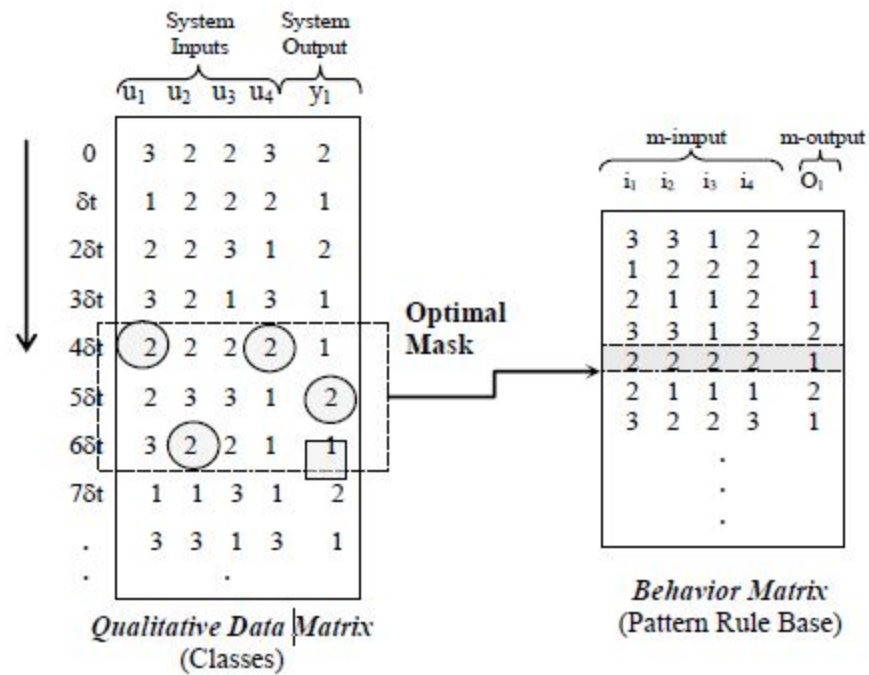 System Inputs
System Output
u₁ u₂ u₃ u₄ y₁
0 3 2 2 3 2
δt 1 2 2 2 1
2δt 2 2 3 1 2
3δt 3 2 1 3 1
4δt 2 2 2 2 1
5δt 2 3 3 1 2
6δt 3 2 2 1 1
7δt 1 1 3 1 2
. 3 3 1 3 1
. .
Qualitative Data Matrix
(Classes)
Optimal
Mask
m-imput m-output
i₁ i₂ i₃ i₄ O₁
3 3 1 2 2
1 2 2 2 1
2 1 1 2 1
3 3 1 3 2
2 2 2 2 1
2 1 1 1 2
3 2 2 3 1
.
.
.
Behavior Matrix
(Pattern Rule Base)